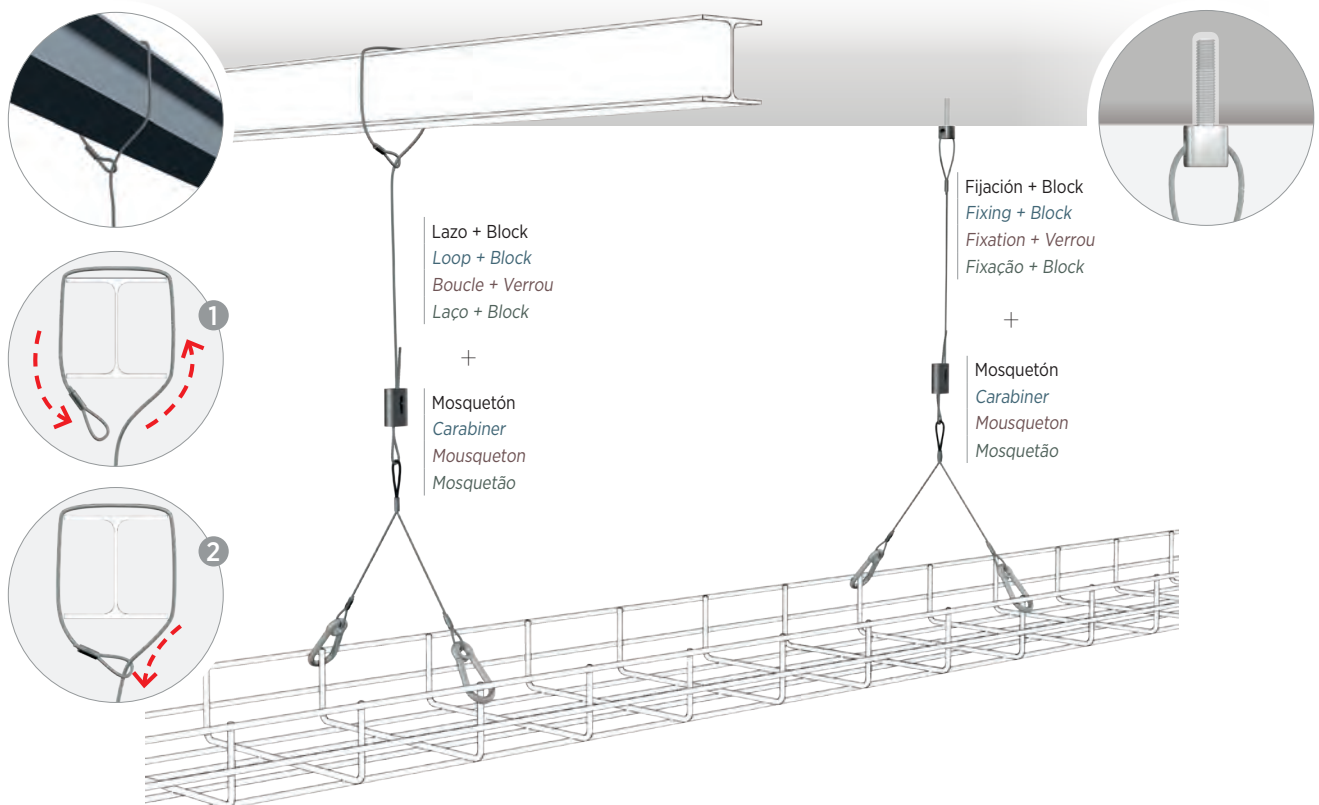 Lazo + Block
Loop + Block
Boucle + Verrou
Laço + Block
+
Mosquetón
Carabiner
Mousqueton
Mosquetão
Fijación + Block
Fixing + Block
Fixation + Verrou
Fixação + Block
+
Mosquetón
Carabiner
Mousqueton
Mosquetão
1
2